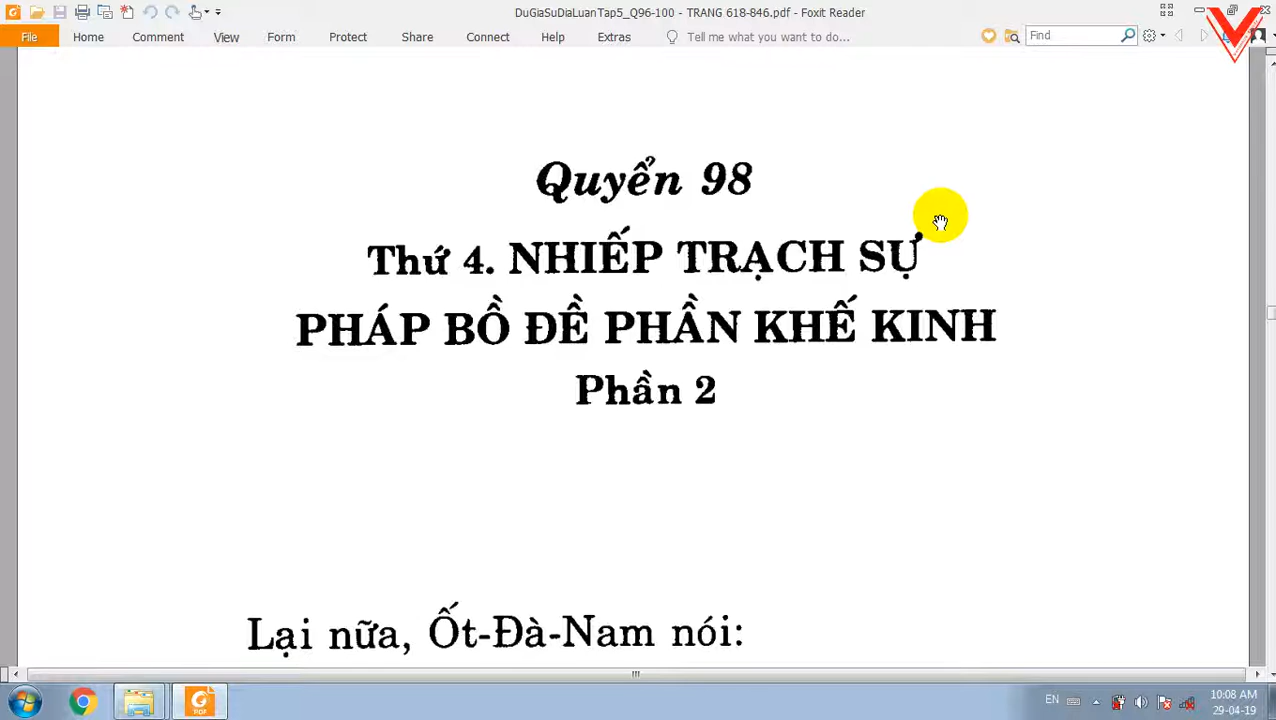 DuGiaSuDiaLuanTap5_Q96-100 - TRANG 68-846.pdf - Foxit Reader
File Home Comment View Form Protect Share Connect Help Extras Tell me what you want to do... Find
Quyển 98
Thứ 4. NHIẾP TRẠCH SỰ
PHÁP BỒ ĐỀ PHẦN KHẾ KINH
Phần 2
Lại nữa, Ốt-Đà-Nam nói:
EN
10:08 AM
29-04-19